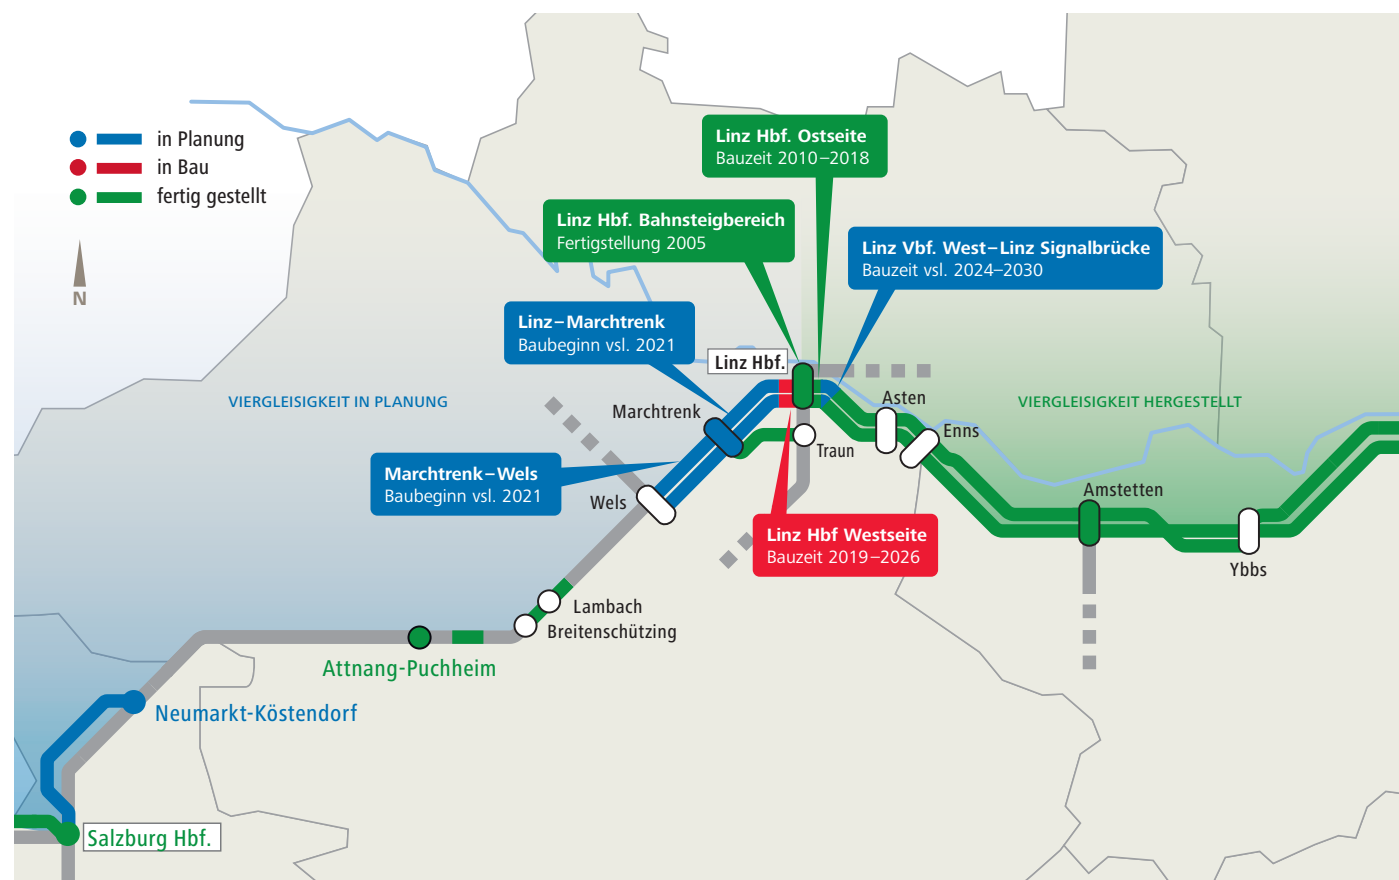 in Planung
in Bau
fertig gestellt
N
Linz Hbf. Ostseite
Bauzeit 2010–2018
Linz Hbf. Bahnsteigbereich
Fertigstellung 2005
Linz Vbf. West–Linz Signalbrücke
Bauzeit vsl. 2024–2030
Linz–Marchtrenk
Baubeginn vsl. 2021
Linz Hbf.
VIERGLEISIGKEIT IN PLANUNG
Marchtrenk
Asten
VIERGLEISIGKEIT HERGESTELLT
Enns
Traun
Marchtrenk–Wels
Baubeginn vsl. 2021
Wels
Amstetten
Linz Hbf Westseite
Bauzeit 2019–2026
Ybbs
Lambach
Breitenschützing
Attnang-Puchheim
Neumarkt-Köstendorf
Salzburg Hbf.